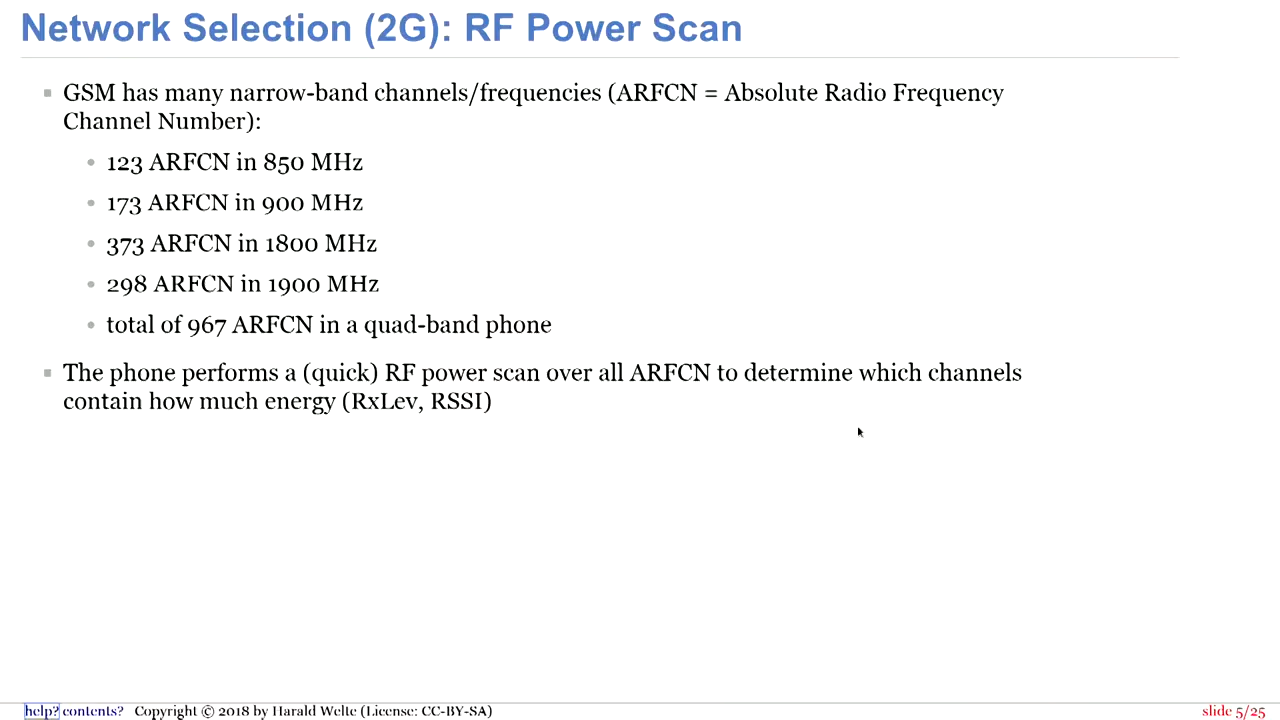 Network Selection (2G): RF Power Scan
GSM has many narrow-band channels/frequencies (ARFCN = Absolute Radio Frequency
Channel Number):
123 ARFCN in 850 MHz
173 ARFCN in 900 MHz
373 ARFCN in 1800 MHz
298 ARFCN in 1900 MHz
total of 967 ARFCN in a quad-band phone
The phone performs a (quick) RF power scan over all ARFCN to determine which channels
contain how much energy (RxLev, RSSI)
help? contents? Copyright © 2018 by Harald Welte (License: CC-BY-SA) slide 5/25